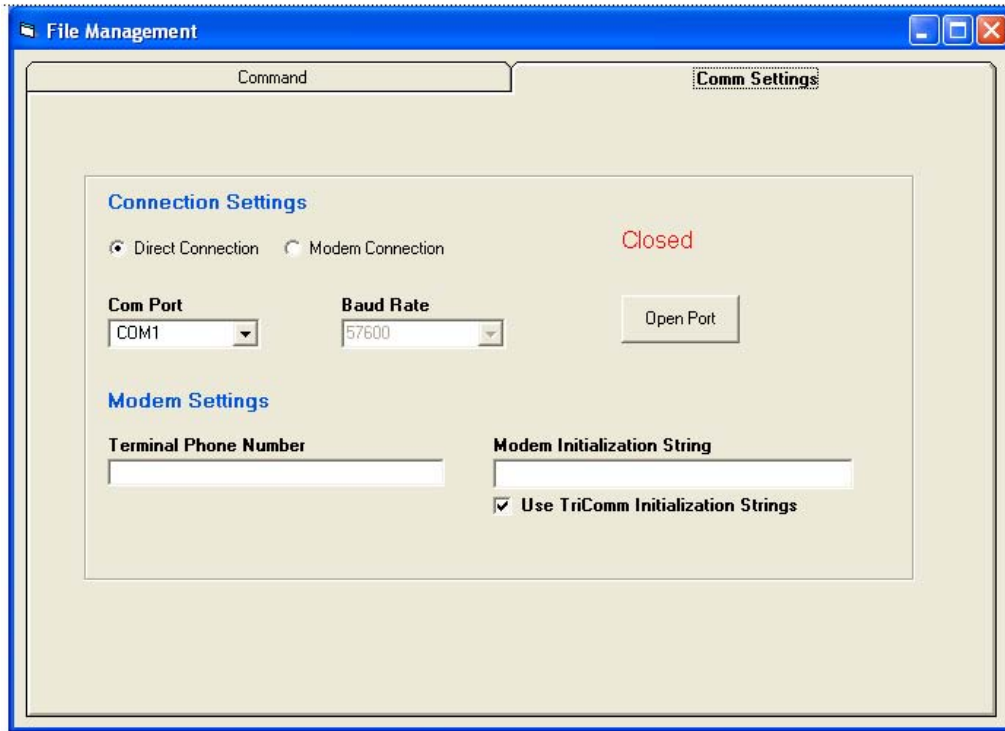 File Management
Command Comm Settings
Connection Settings
Direct Connection Modem Connection Closed
Com Port Baud Rate
COM1 57600 Open Port
Modem Settings
Terminal Phone Number Modem Initialization String
Use TriComm Initialization Strings